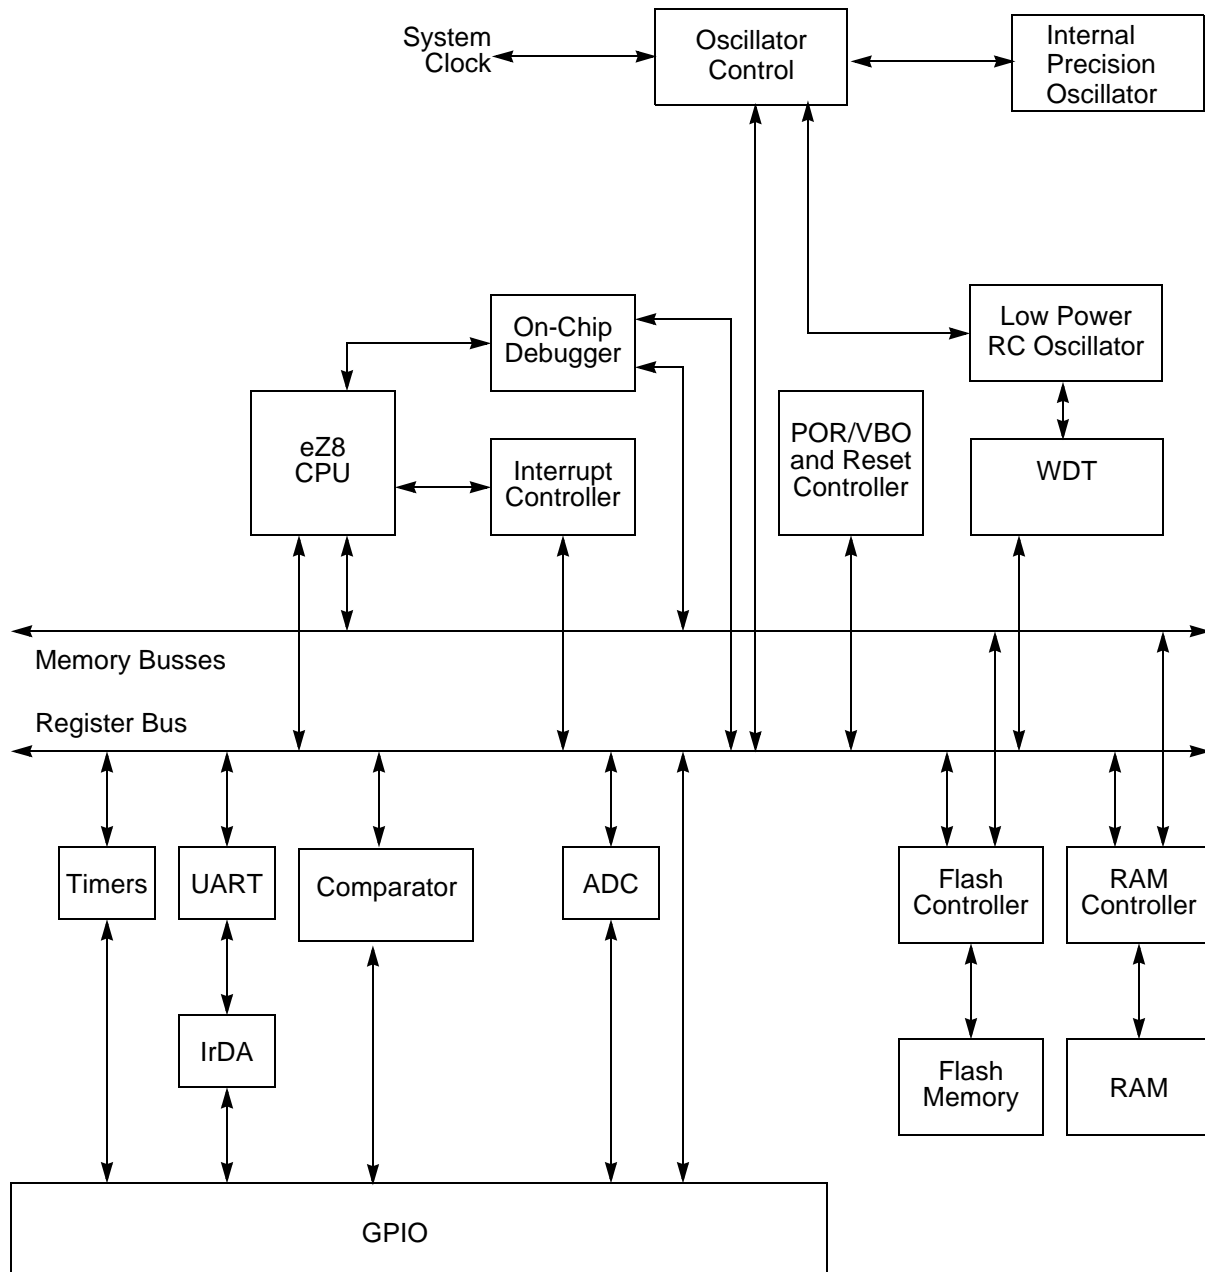 System
Clock
Oscillator
Control
Internal
Precision
Oscillator
On-Chip
Debugger
Low Power
RC Oscillator
eZ8
CPU
Interrupt
Controller
POR/VBO
and Reset
Controller
WDT
Memory Busses
Register Bus
Timers
UART
Comparator
ADC
Flash
Controller
RAM
Controller
IrDA
Flash
Memory
RAM
GPIO